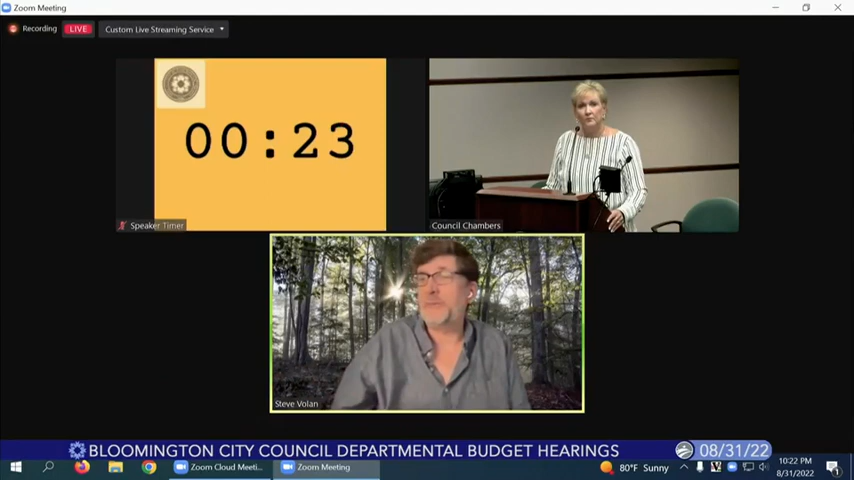 Zoom Meeting
Recording
LIVE
Custom Live Streaming Service
00:23
Speaker Timer
Council Chambers
Steve Volan
BLOOMINGTON CITY COUNCIL DEPARTMENTAL BUDGET HEARINGS
08/31/22
Zoom Cloud Meeti...
Zoom Meeting
80°F Sunny
10:22 PM
8/31/2022